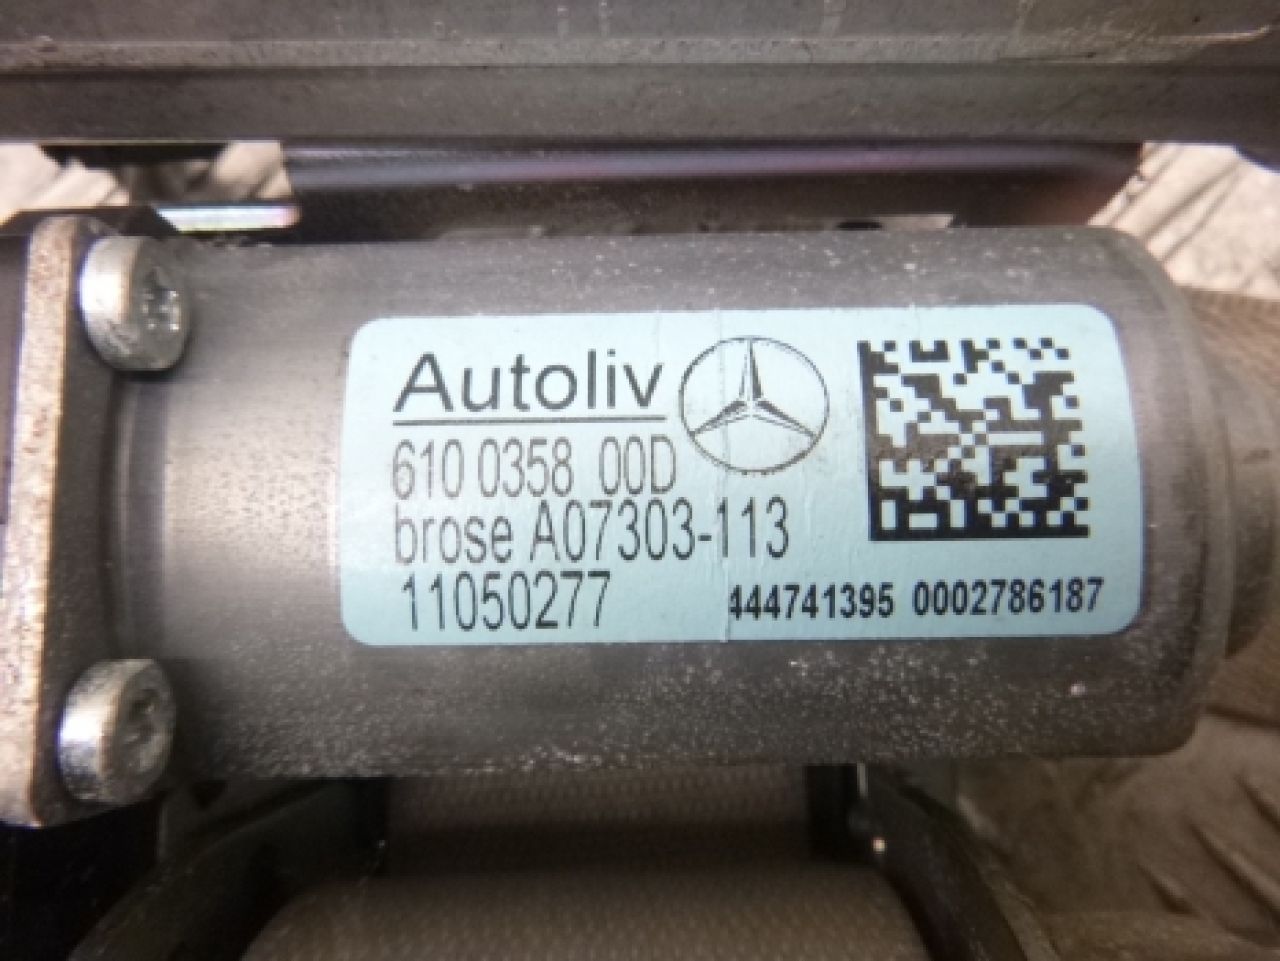 Autoliv
610 0358 00D
brose A07303-113
11050277
444741395 0002786187